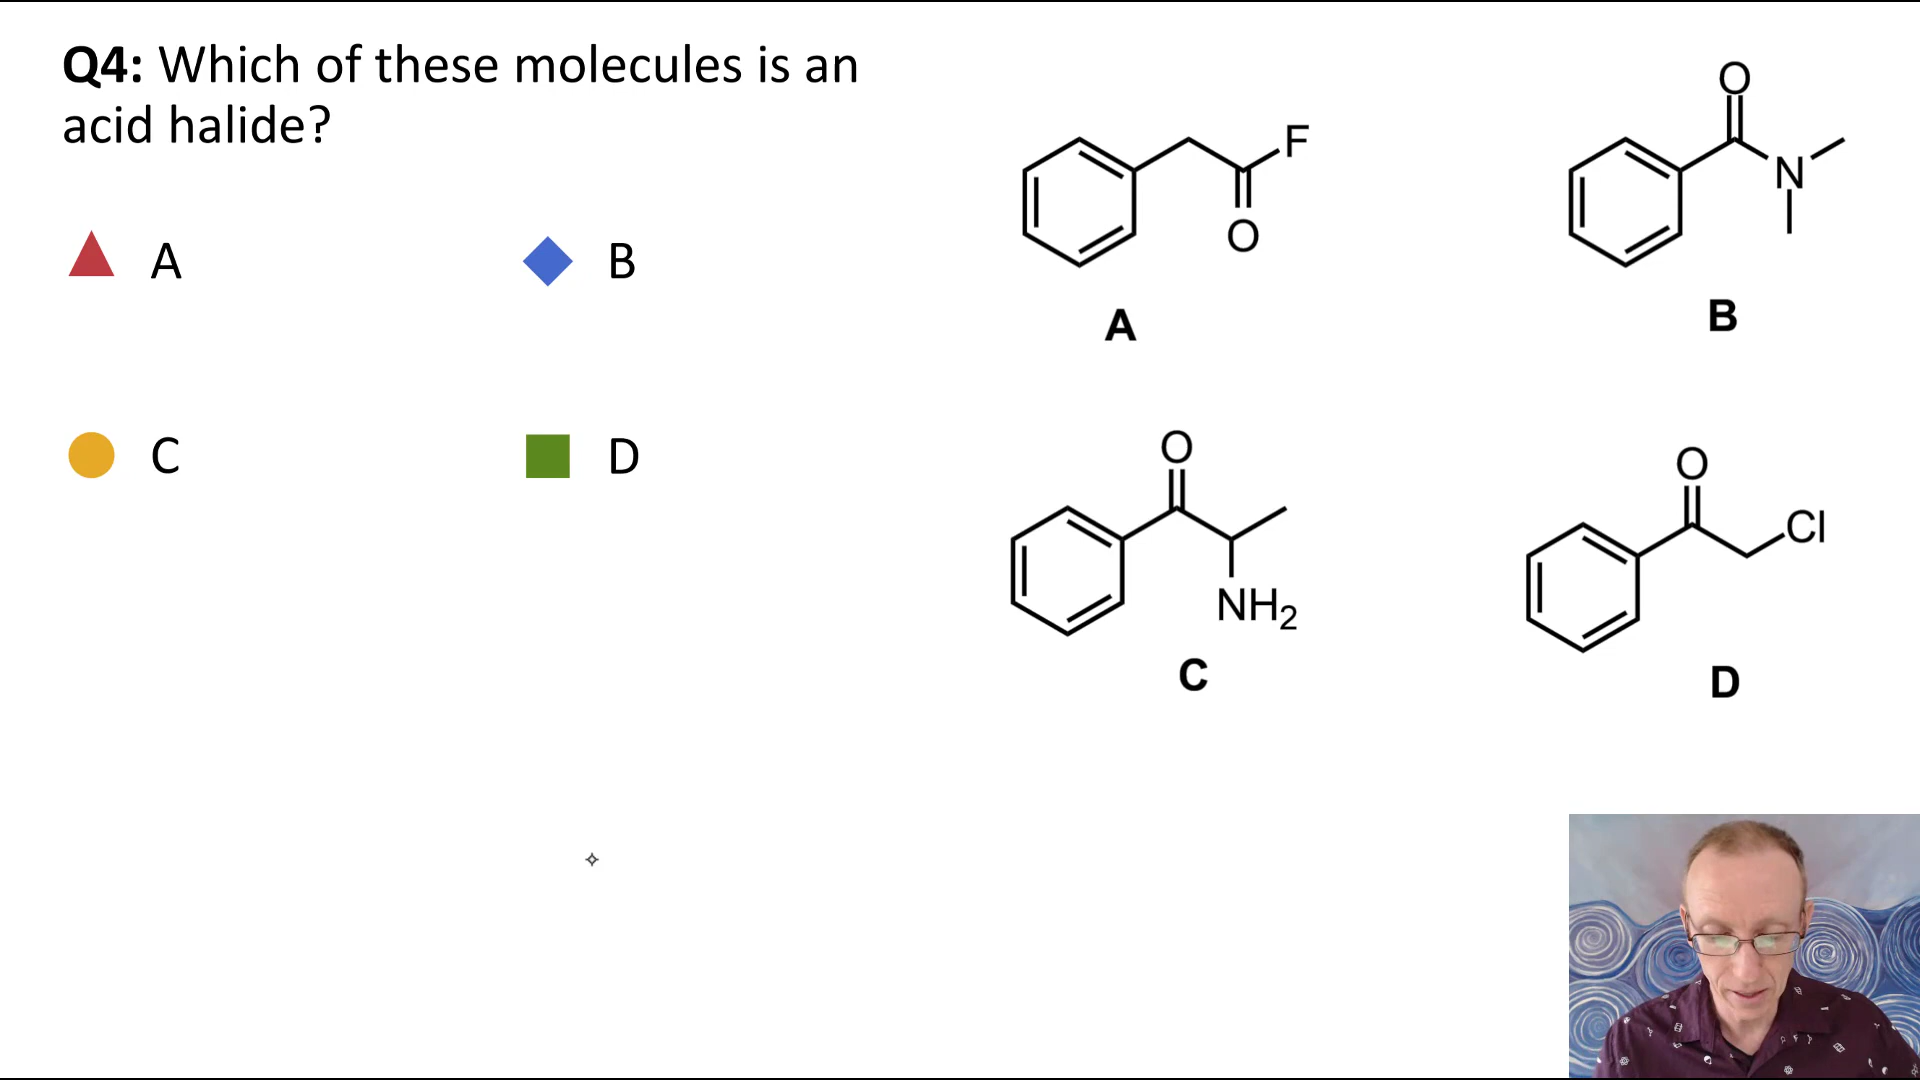 Q4: Which of these molecules is an
acid halide?
A
B
C
D
F
O
A
O
N
B
O
NH2
C
O
Cl
D